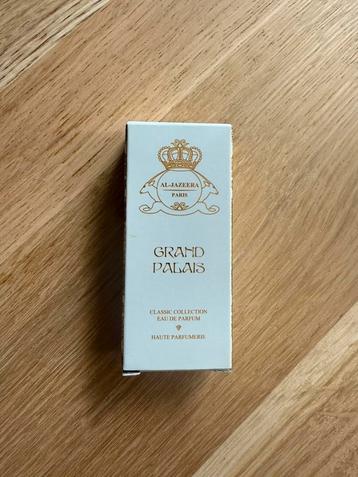 AL-JAZEERA
PARIS
GRAND
PALAIS
CLASSIC COLLECTION
EAU DE PARFUM
HAUTE PARFUMERIE